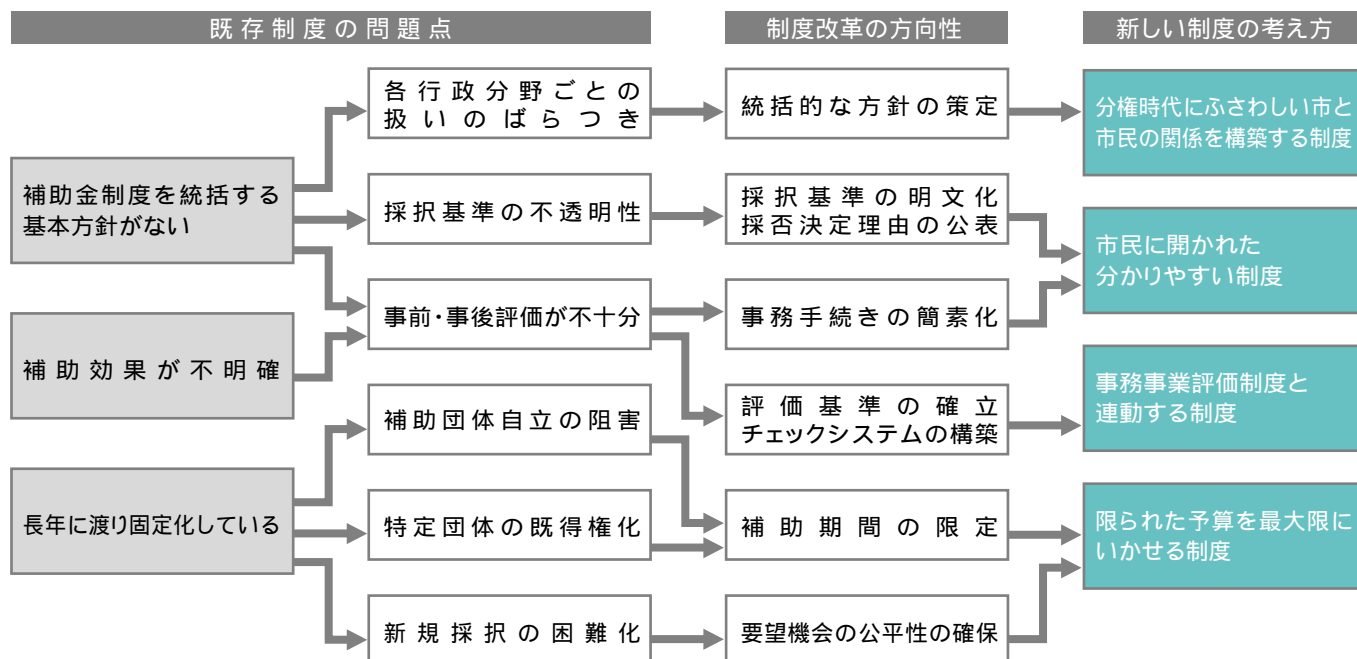 既存制度の問題点
制度改革の方向性
新しい制度の考え方
補助金制度を統括する
基本方針がない
補助効果が不明確
長年に渡り固定化している
各行政分野ごとの
扱いのばらつき
採択基準の不透明性
事前・事後評価が不十分
補助団体自立の阻害
特定団体の既得権化
新規採択の困難化
統括的な方針の策定
採択基準の明文化
採否決定理由の公表
事務手続きの簡素化
評価基準の確立
チェックシステムの構築
補助期間の限定
要望機会の公平性の確保
分権時代にふさわしい市と
市民の関係を構築する制度
市民に開かれた
分かりやすい制度
事務事業評価制度と
連動する制度
限られた予算を最大限に
いかせる制度